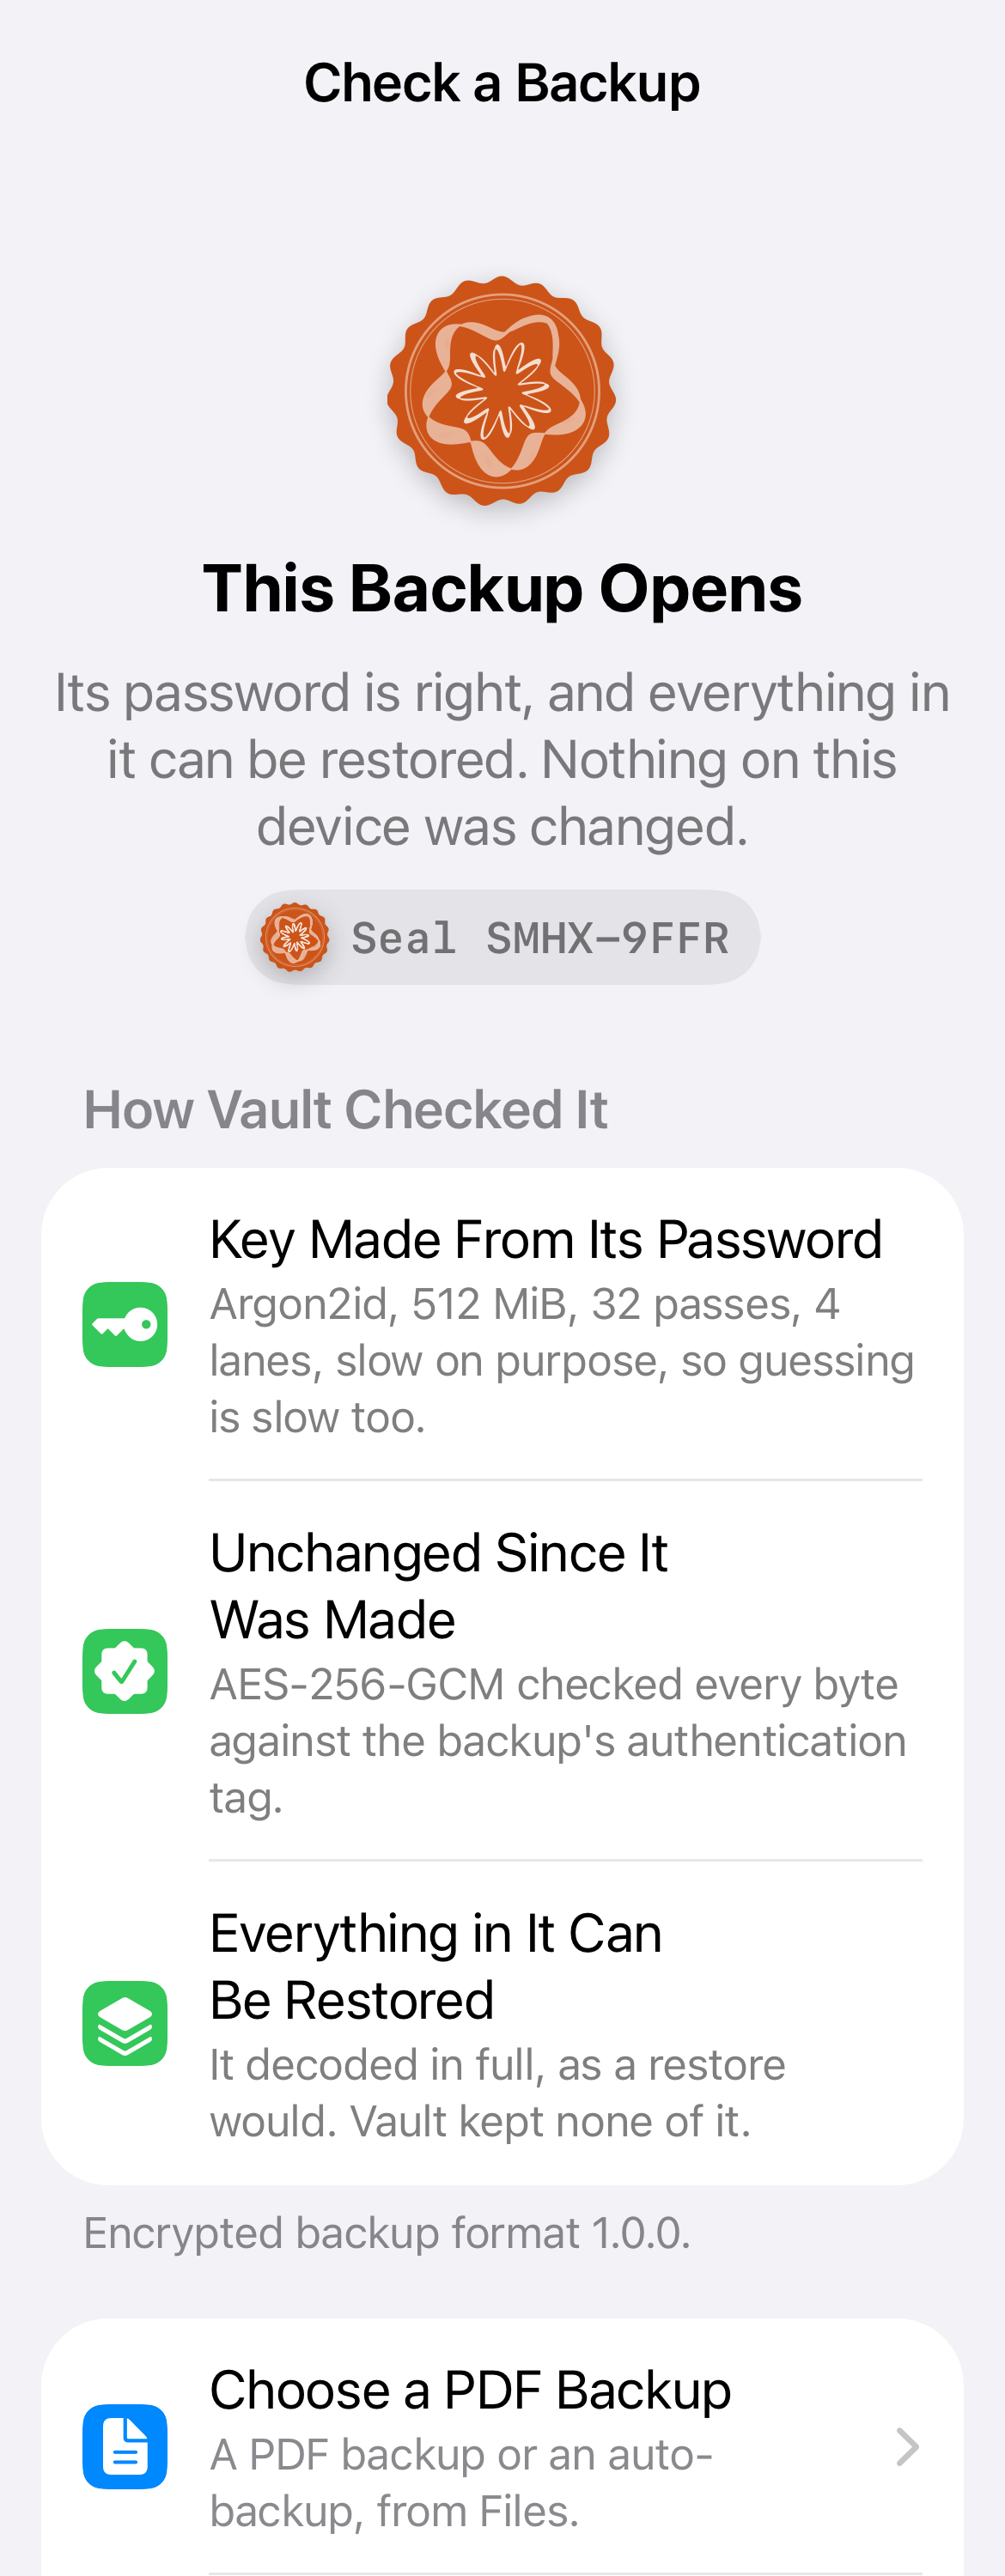 Check a Backup
This Backup Opens
Its password is right, and everything in
it can be restored. Nothing on this
device was changed.
Seal SMHX-9FFR
How Vault Checked It
Key Made From Its Password
Argon2id, 512 MiB, 32 passes, 4
lanes, slow on purpose, so guessing
is slow too.
Unchanged Since It
Was Made
AES-256-GCM checked every byte
against the backup's authentication
tag.
Everything in It Can
Be Restored
It decoded in full, as a restore
would. Vault kept none of it.
Encrypted backup format 1.0.0.
Choose a PDF Backup
A PDF backup or an auto-
backup, from Files.